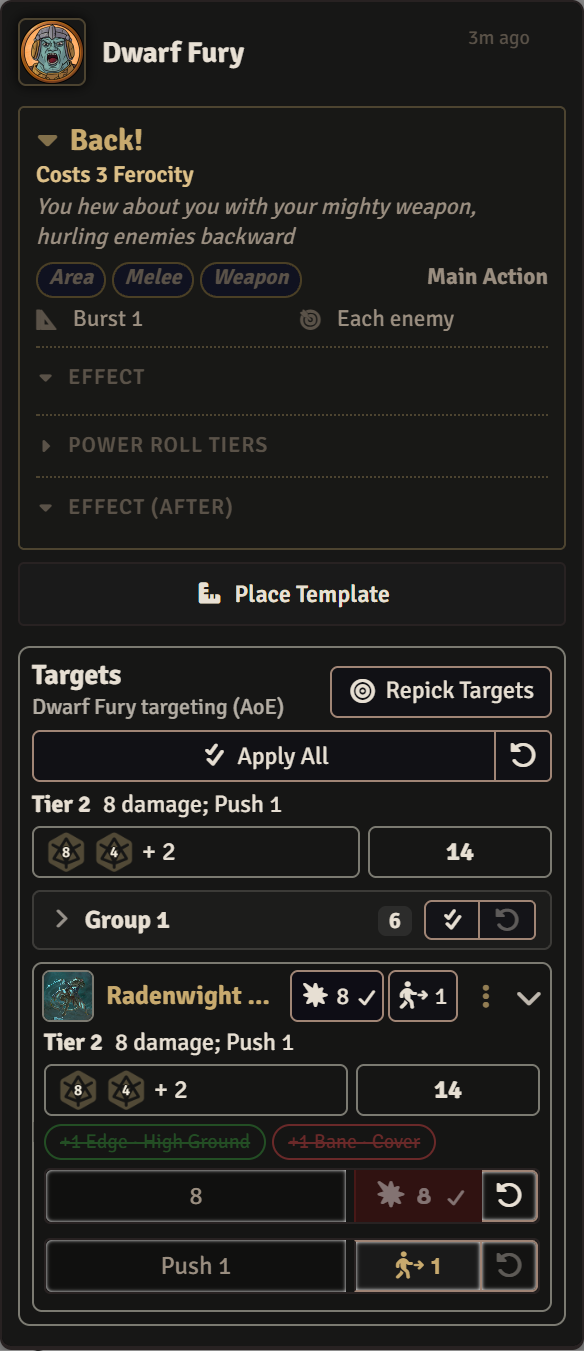 Dwarf Fury
3m ago
Back!
Costs 3 Ferocity
You hew about you with your mighty weapon,
hurling enemies backward
Area Melee Weapon Main Action
Burst 1 Each enemy
EFFECT
POWER ROLL TIERS
EFFECT (AFTER)
Place Template
Targets
Dwarf Fury targeting (AoE)
Repick Targets
Apply All
Tier 2 8 damage; Push 1
8 4 + 2 14
Group 1 6
Radenwight ... 8 1
Tier 2 8 damage; Push 1
8 4 + 2 14
+1 Edge - High Ground +1 Bane - Cover
8 8
Push 1 1